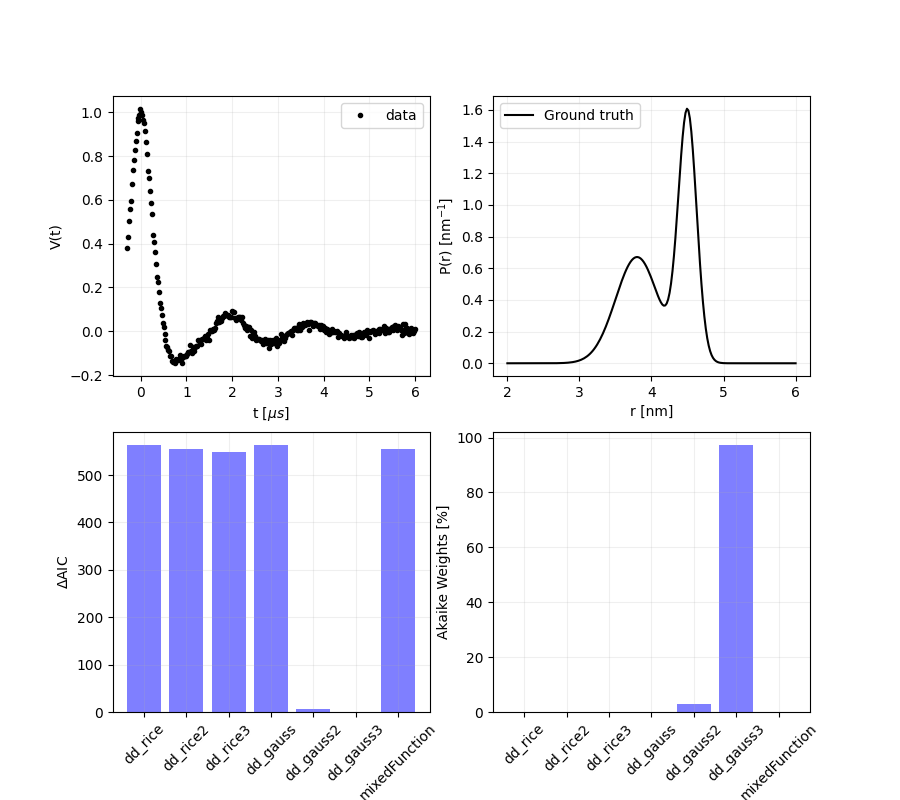 1.0
0.8
0.6
0.4
0.2
0.0
−0.2
V(t)
data
0 1 2 3 4 5 6
t [μs]
1.6
1.4
1.2
1.0
0.8
0.6
0.4
0.2
0.0
P(r) [nm⁻¹]
Ground truth
2 3 4 5 6
r [nm]
500
400
300
200
100
0
ΔAIC
dd_rice
dd_rice2
dd_rice3
dd_gauss
dd_gauss2
dd_gauss3
mixedFunction
100
80
60
40
20
0
Akaike Weights [%]
dd_rice
dd_rice2
dd_rice3
dd_gauss
dd_gauss2
dd_gauss3
mixedFunction